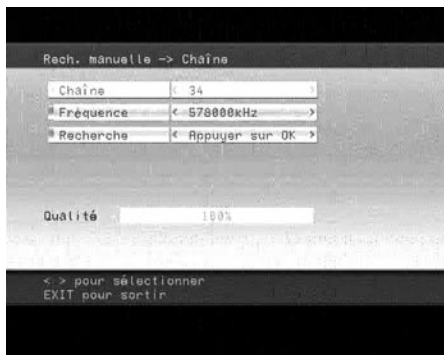 Rech. manuelle -> Chaîne
Chaîne < 34 >
Fréquence < 578000kHz >
Recherche < Appuyer sur OK >
Qualité 100%
< > pour sélectionner
EXIT pour sortir